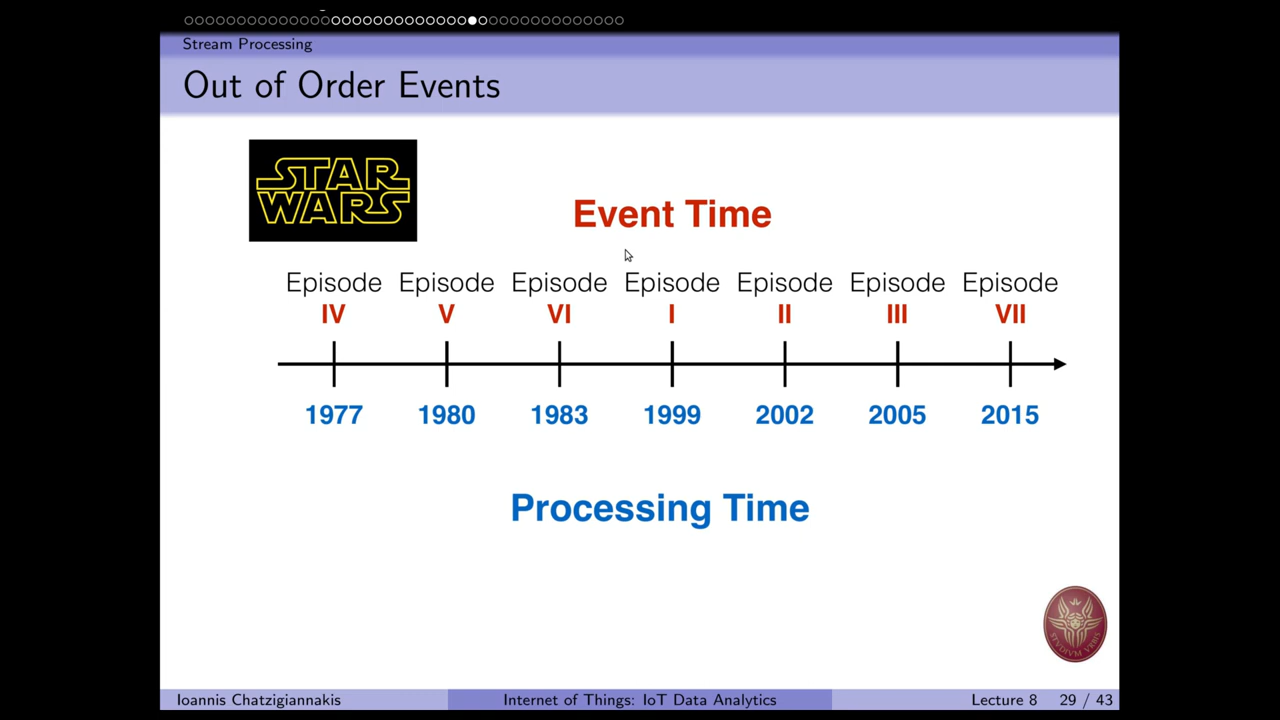 Stream Processing
Out of Order Events
STAR
WARS
Event Time
Episode Episode Episode Episode Episode Episode Episode
IV V VI I II III VII
1977 1980 1983 1999 2002 2005 2015
Processing Time
STVDIVM VRBIS
Ioannis Chatzigiannakis Internet of Things: IoT Data Analytics Lecture 8 29 / 43